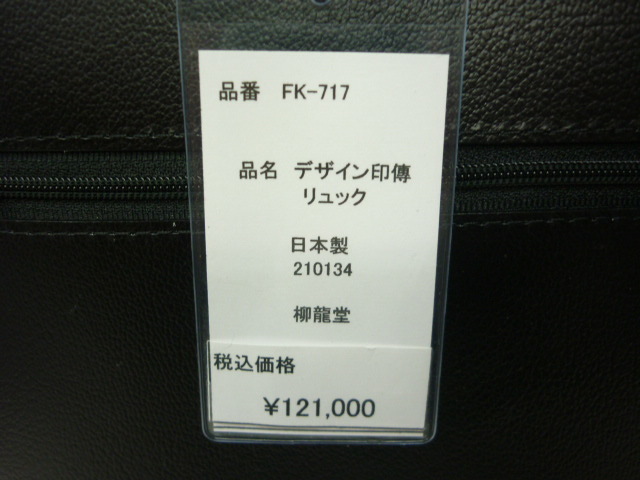 品番 FK-717
品名 デザイン印傳
リュック
日本製
210134
柳龍堂
税込価格
¥121,000